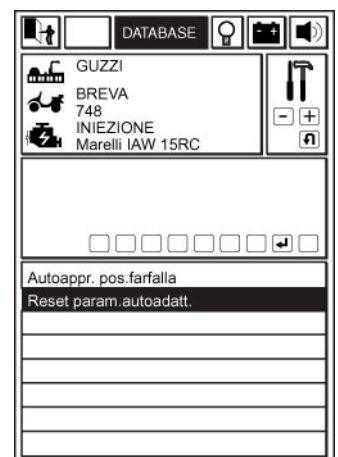 DATABASE
GUZZI
BREVA
748
INIEZIONE
Marelli IAW 15RC
Autoappr. pos.farfalla
Reset param.autoadatt.